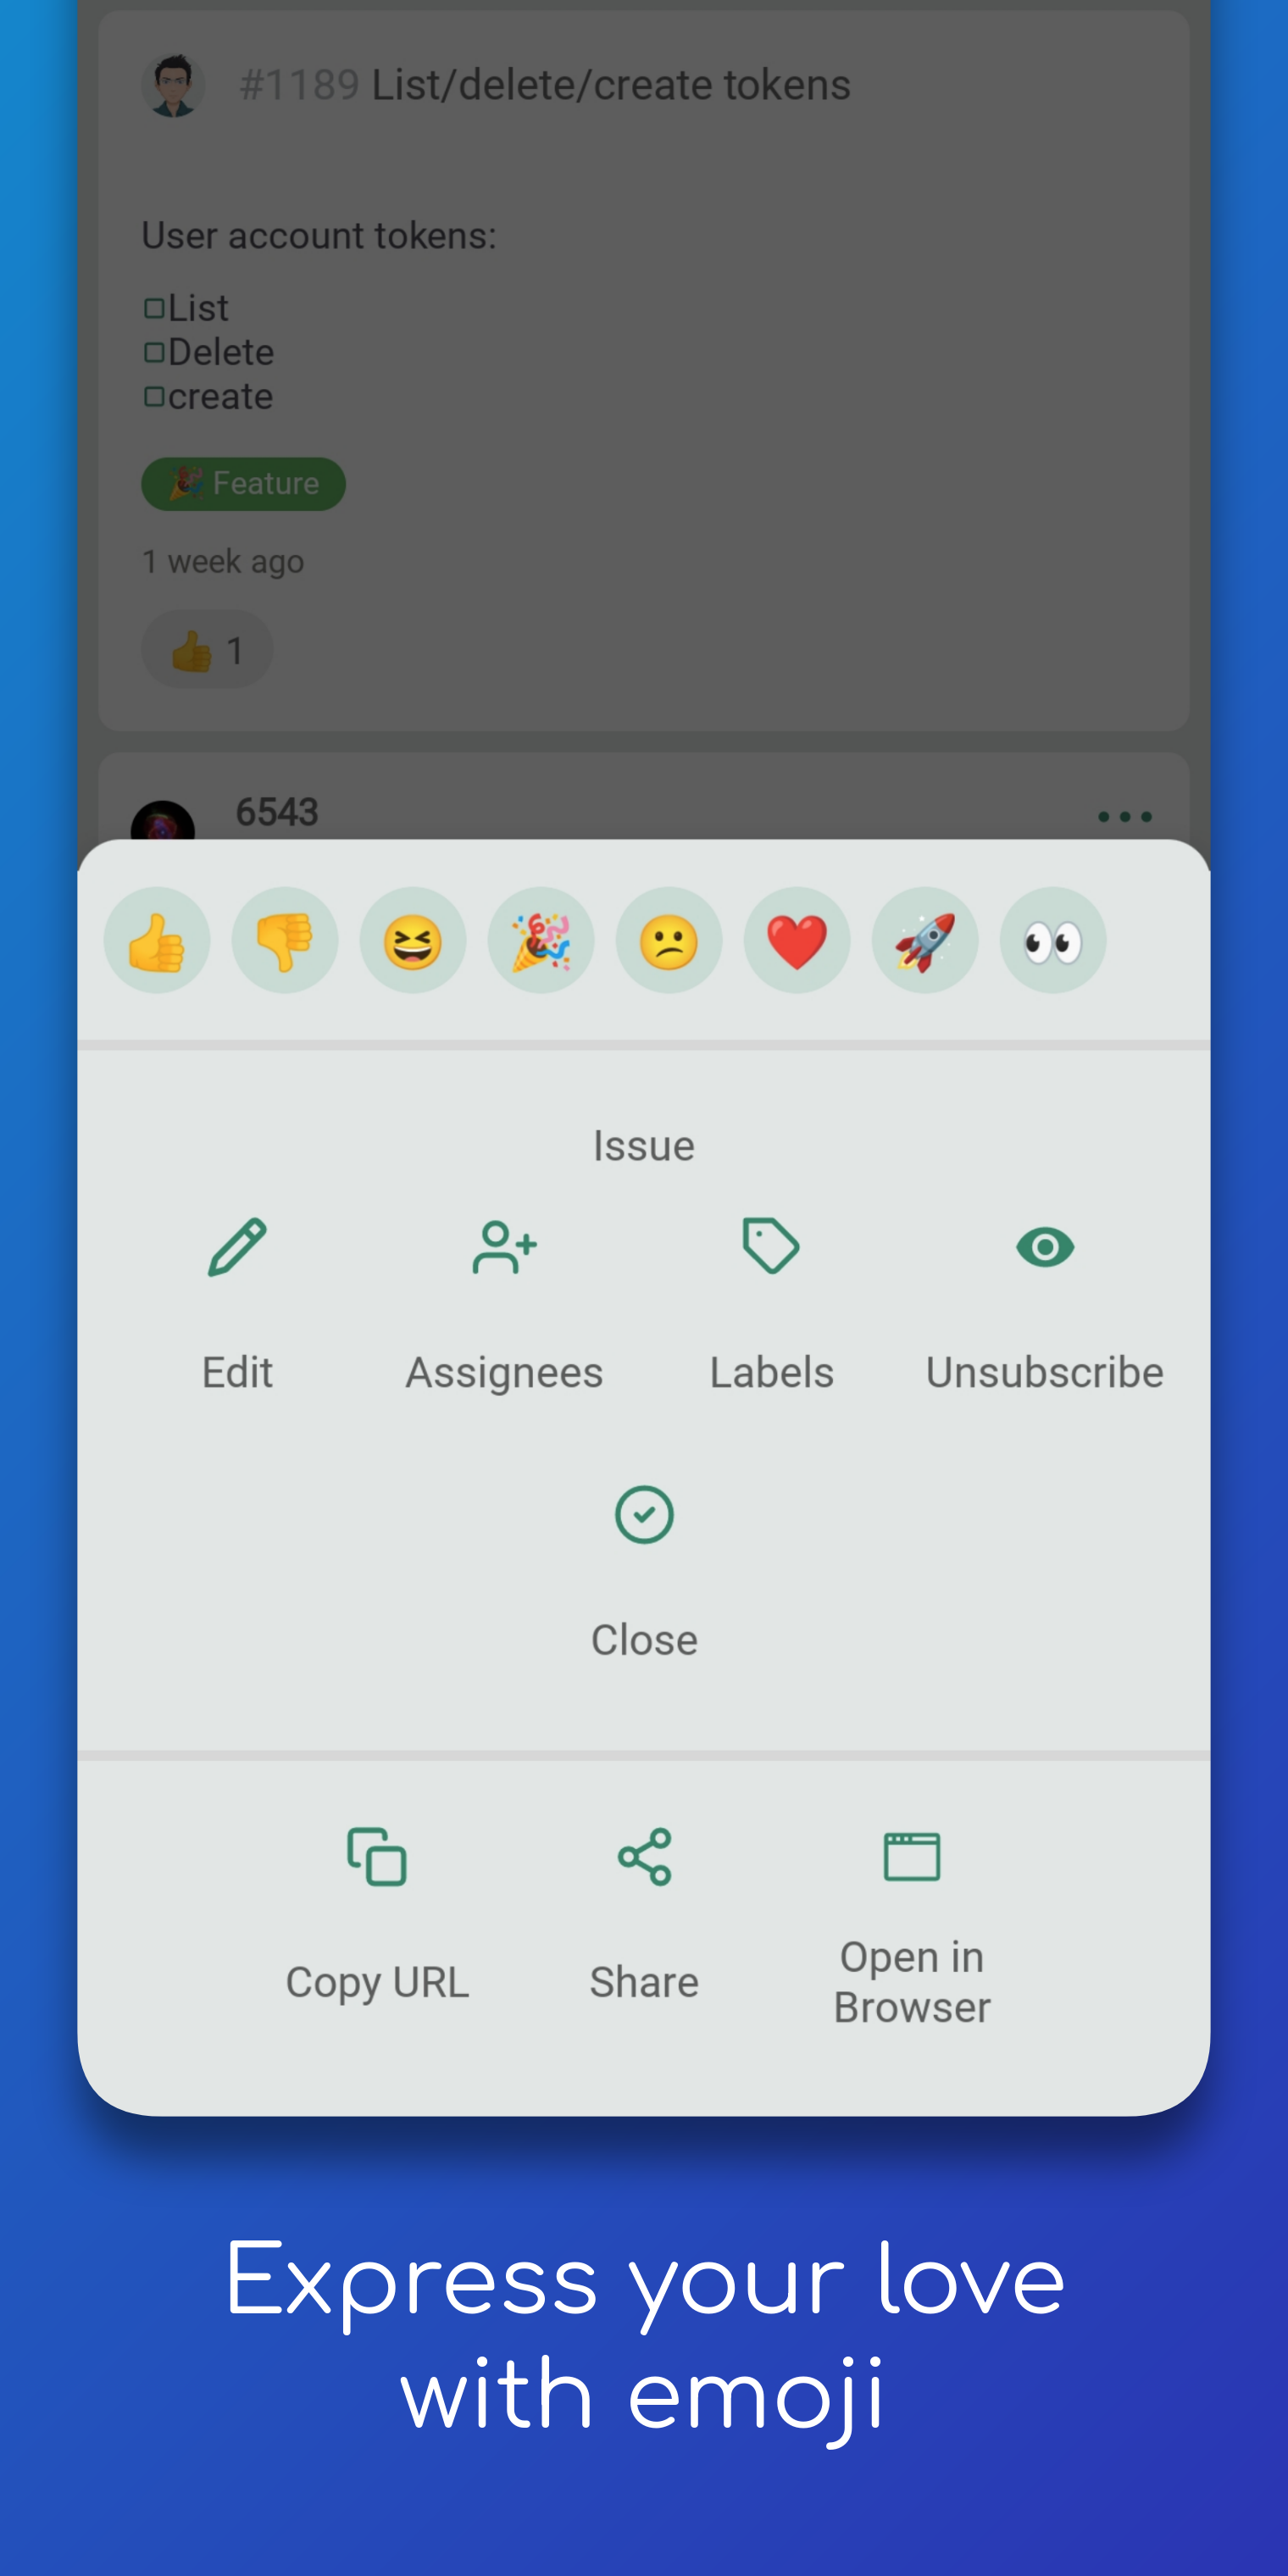 #1189 List/delete/create tokens
User account tokens:
List
Delete
create
🎉 Feature
1 week ago
👍 1
6543
👍 👎 😆 🎉 😕 ❤️ 🚀 👀
Issue
Edit Assignees Labels Unsubscribe
Close
Copy URL Share Open in
Browser
Express your love
with emoji